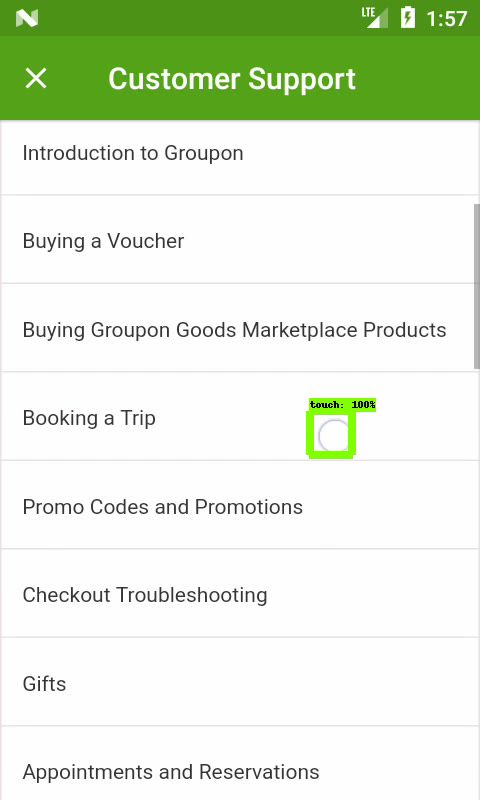 LTE 1:57
Customer Support
Introduction to Groupon
Buying a Voucher
Buying Groupon Goods Marketplace Products
touch: 100%
Booking a Trip
Promo Codes and Promotions
Checkout Troubleshooting
Gifts
Appointments and Reservations